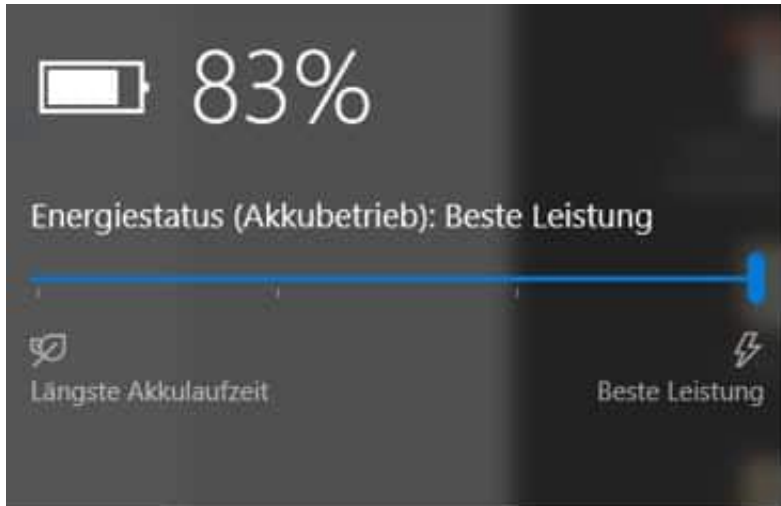 83%
Energiestatus (Akkubetrieb): Beste Leistung
Längste Akkulaufzeit
Beste Leistung